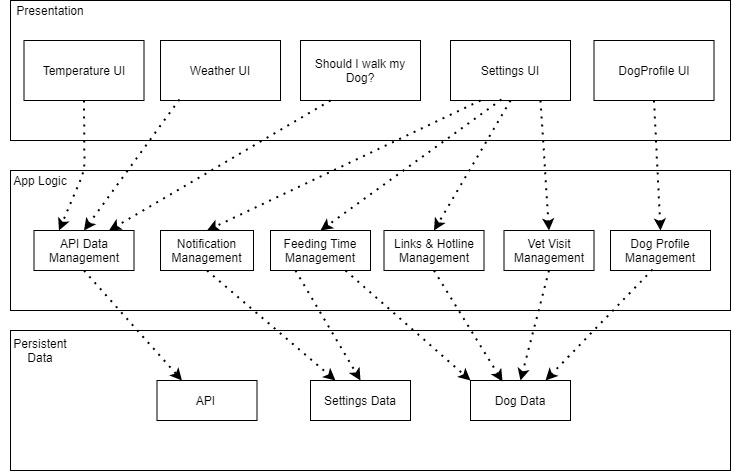 Presentation
Temperature UI
Weather UI
Should I walk my
Dog?
Settings UI
DogProfile UI
App Logic
API Data
Management
Notification
Management
Feeding Time
Management
Links & Hotline
Management
Vet Visit
Management
Dog Profile
Management
Persistent
Data
API
Settings Data
Dog Data